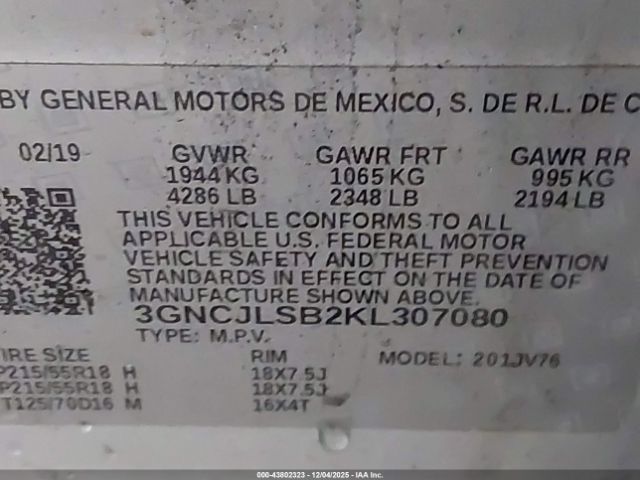 BY GENERAL MOTORS DE MEXICO, S. DE R.L. DE C
02/19 GVWR GAWR FRT GAWR RR
1944 KG 1065 KG 995 KG
4286 LB 2348 LB 2194 LB
THIS VEHICLE CONFORMS TO ALL
APPLICABLE U.S. FEDERAL MOTOR
VEHICLE SAFETY AND THEFT PREVENTION
STANDARDS IN EFFECT ON THE DATE OF
MANUFACTURE SHOWN ABOVE.
3GNCJLSB2KL307080
TYPE: M.P.V.
IRE SIZE RIM MODEL: 201JV76
P215/55R18 H 18X7.5J
P215/55R18 H 18X7.5J
T125/70D16 M 16X4T
000-43802323 - 12/04/2025 - IAA Inc.